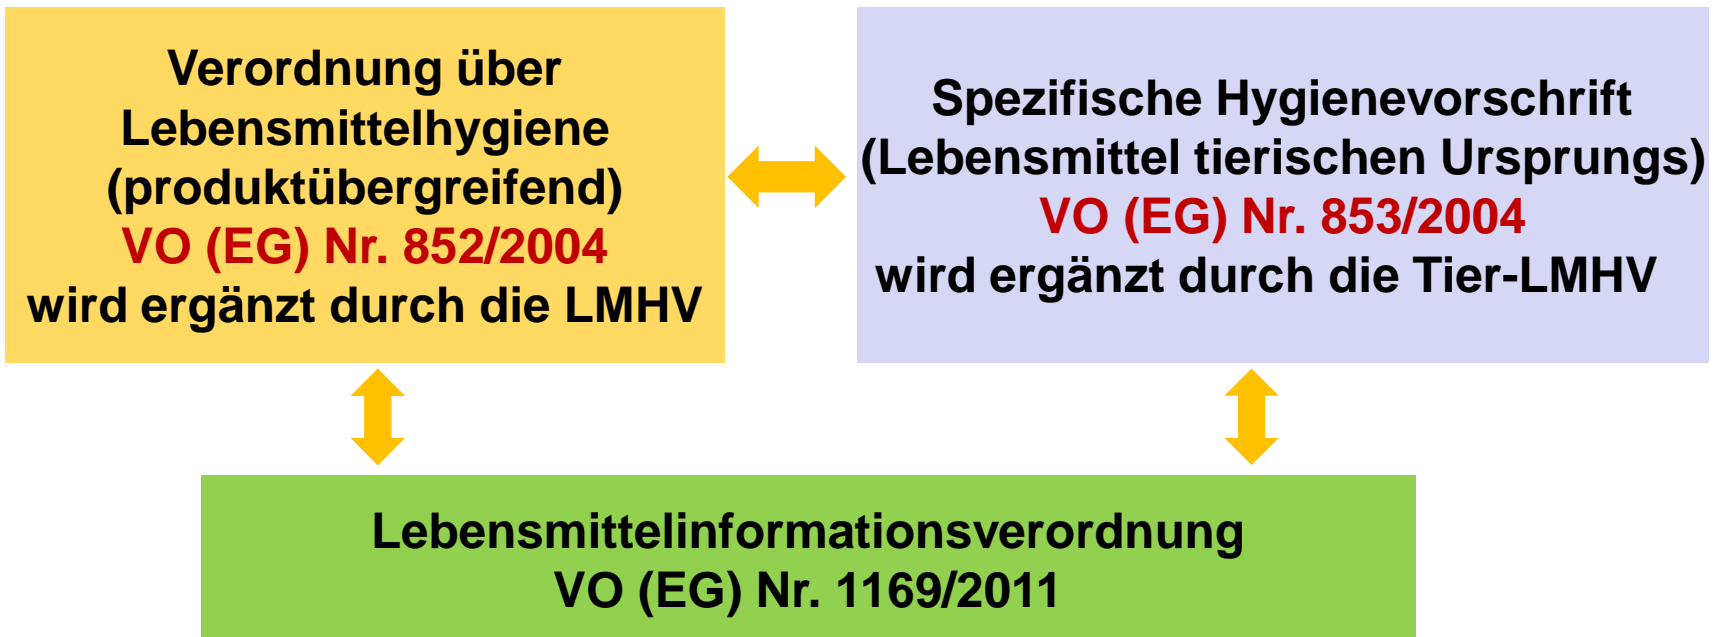 Verordnung über
Lebensmittelhygiene
(produktübergreifend)
VO (EG) Nr. 852/2004
wird ergänzt durch die LMHV
Spezifische Hygienevorschrift
(Lebensmittel tierischen Ursprungs)
VO (EG) Nr. 853/2004
wird ergänzt durch die Tier-LMHV
Lebensmittelinformationsverordnung
VO (EG) Nr. 1169/2011